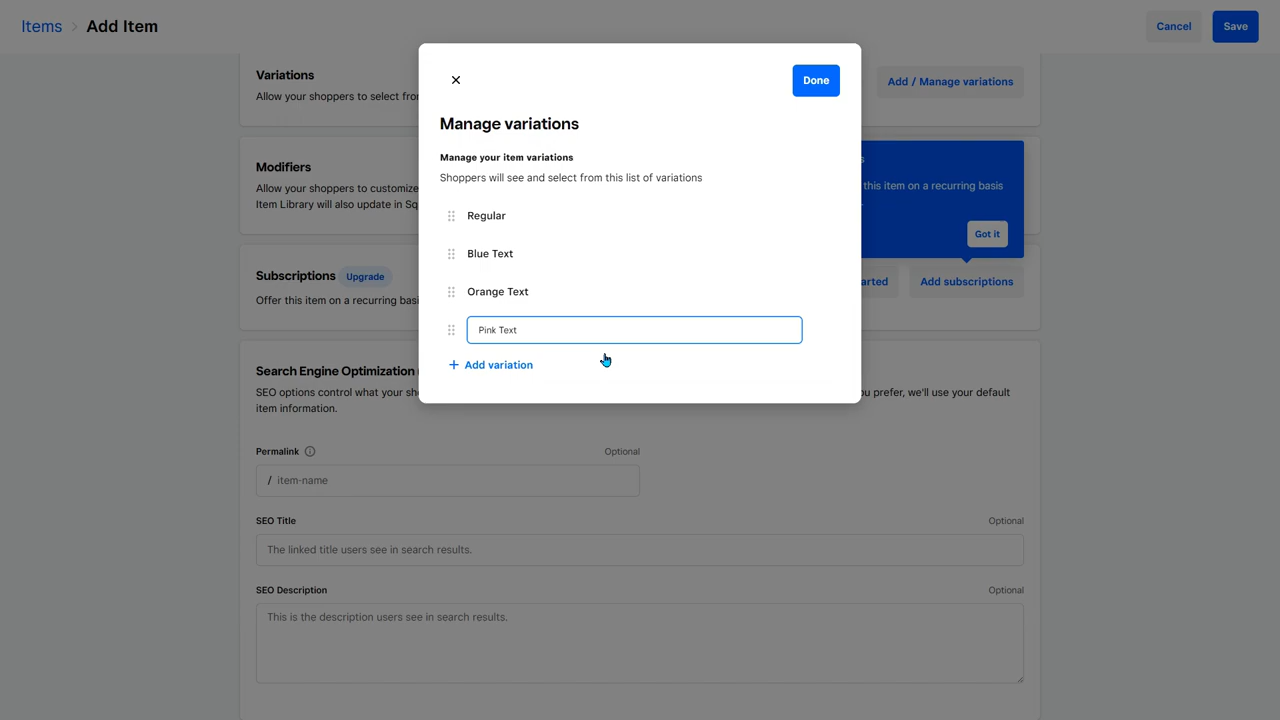 Items > Add Item
Cancel
Save
Variations
Allow your shoppers to select fro
Add / Manage variations
Done
Manage variations
Manage your item variations
Shoppers will see and select from this list of variations
Regular
Blue Text
Orange Text
Pink Text
+ Add variation
Modifiers
Allow your shoppers to customize
Item Library will also update in Sq
s
this item on a recurring basis
Got it
Subscriptions Upgrade
Offer this item on a recurring basi
arted
Add subscriptions
Search Engine Optimization
SEO options control what your sh
ou prefer, we'll use your default
item information.
Permalink
Optional
/ item-name
SEO Title
Optional
The linked title users see in search results.
SEO Description
Optional
This is the description users see in search results.